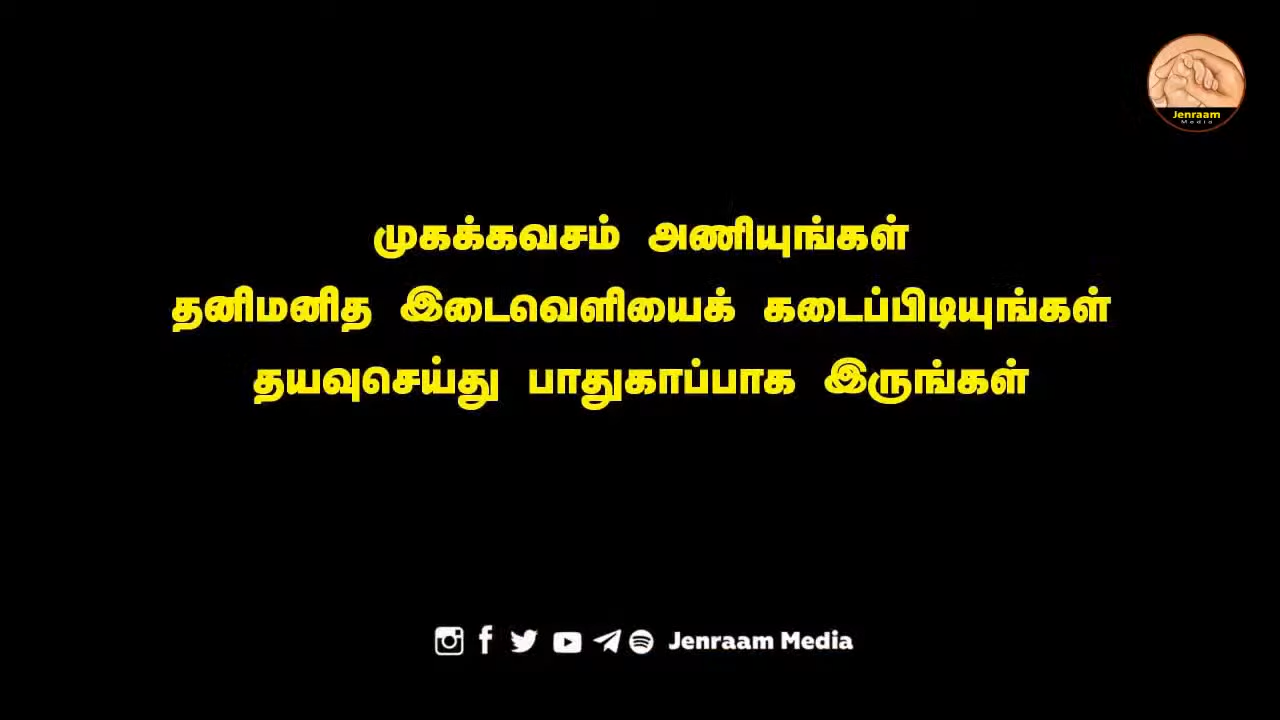 Jenraam
Media
முகக்கவசம் அணியுங்கள்
தனிமனித இடைவெளியைக் கடைப்பிடியுங்கள்
தயவுசெய்து பாதுகாப்பாக இருங்கள்
Jenraam Media